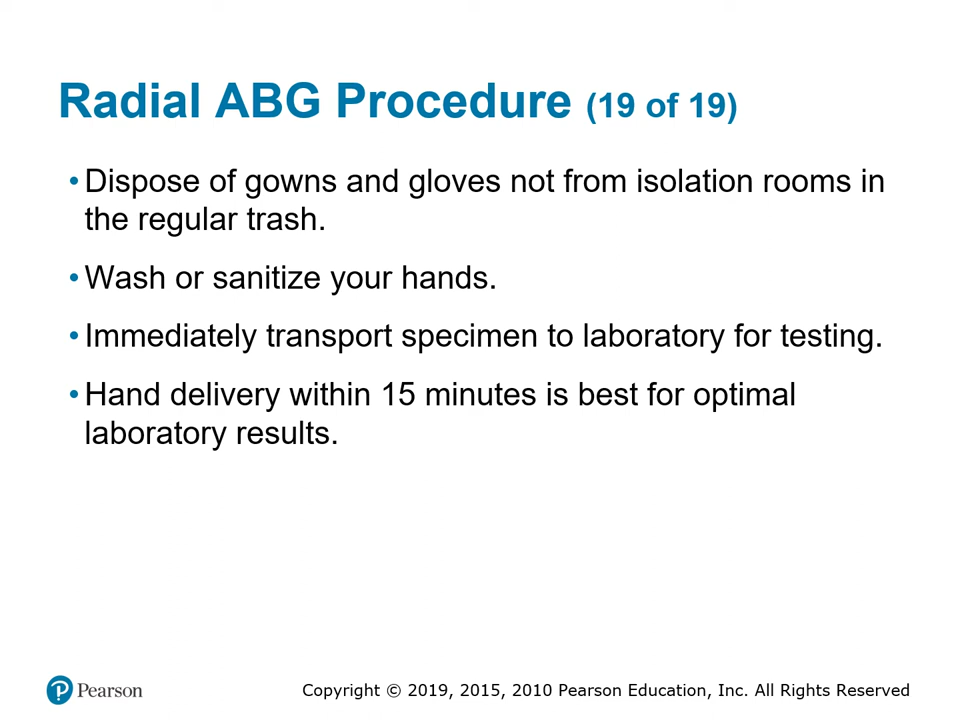 Radial ABG Procedure (19 of 19)
• Dispose of gowns and gloves not from isolation rooms in
the regular trash.
• Wash or sanitize your hands.
• Immediately transport specimen to laboratory for testing.
• Hand delivery within 15 minutes is best for optimal
laboratory results.
P Pearson
Copyright © 2019, 2015, 2010 Pearson Education, Inc. All Rights Reserved